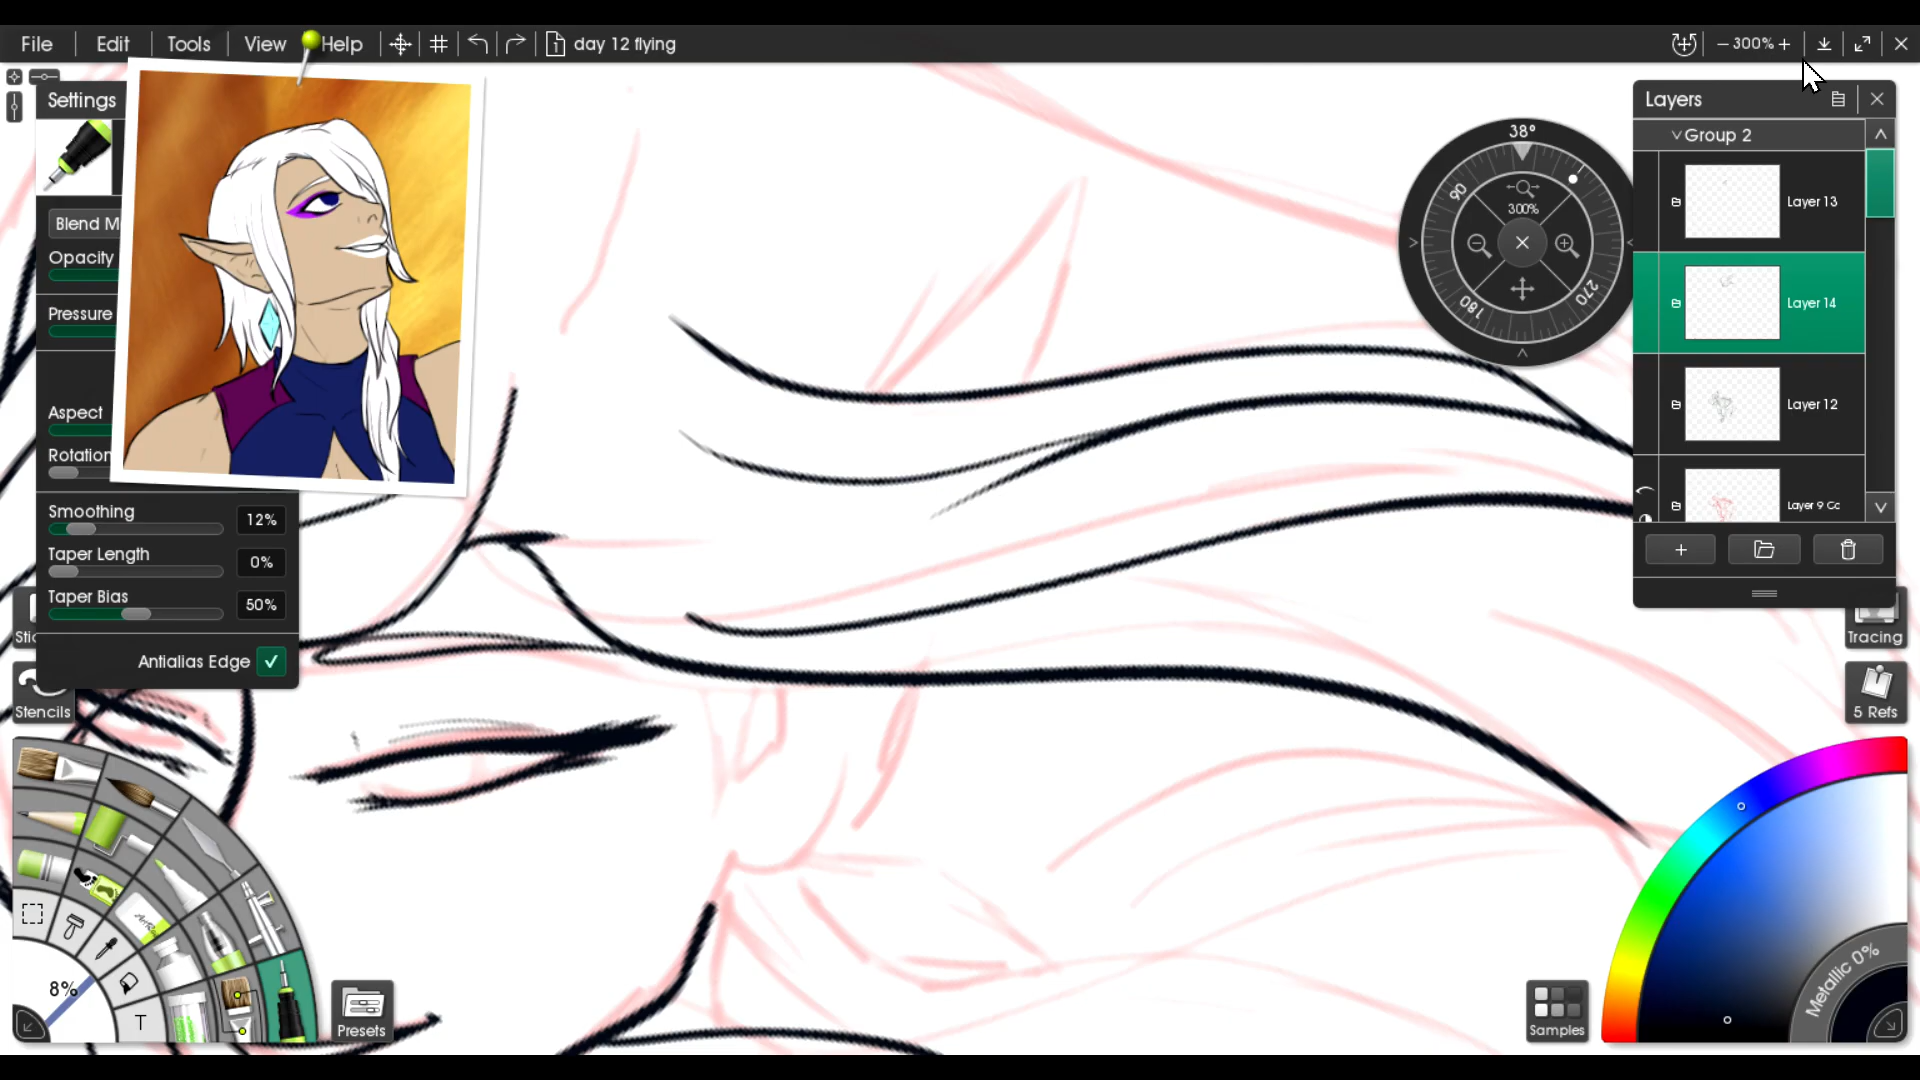 File Edit Tools View Help day 12 flying 300%
Settings
Blend M
Opacity
Pressure
Aspect
Rotation
Smoothing 12%
Taper Length 0%
Taper Bias 50%
Antialias Edge
Stencils
8%
T
Presets
38°
90
300%
180
270
Layers
Group 2
Layer 13
Layer 14
Layer 12
Layer 9 Cc
Tracing
5 Refs
Metallic 0%
Samples